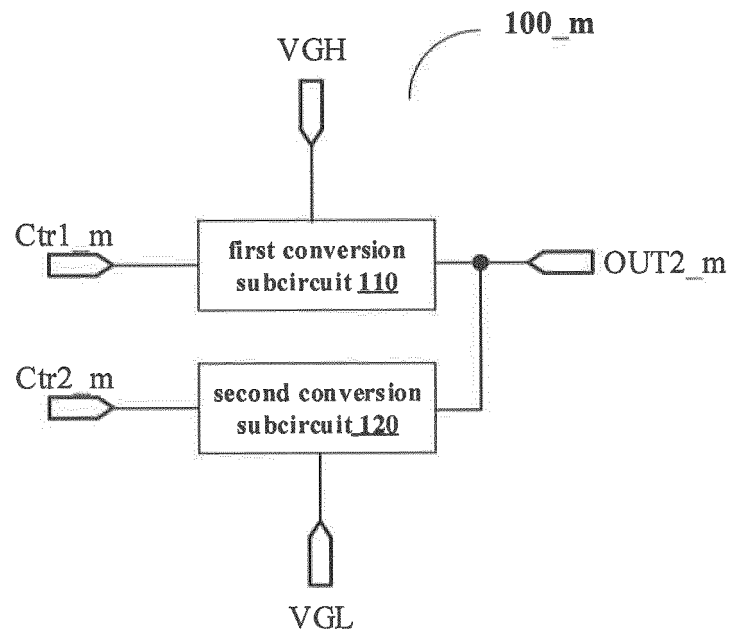 100_m
VGH
Ctr1_m
first conversion
subcircuit 110
OUT2_m
Ctr2_m
second conversion
subcircuit 120
VGL